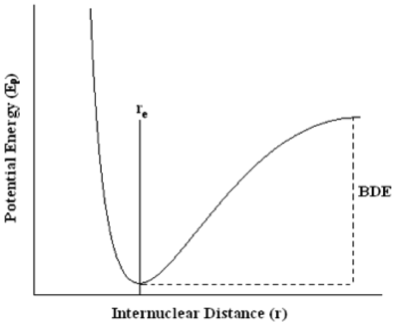 Potential Energy (Ep)
re
BDE
Internuclear Distance (r)